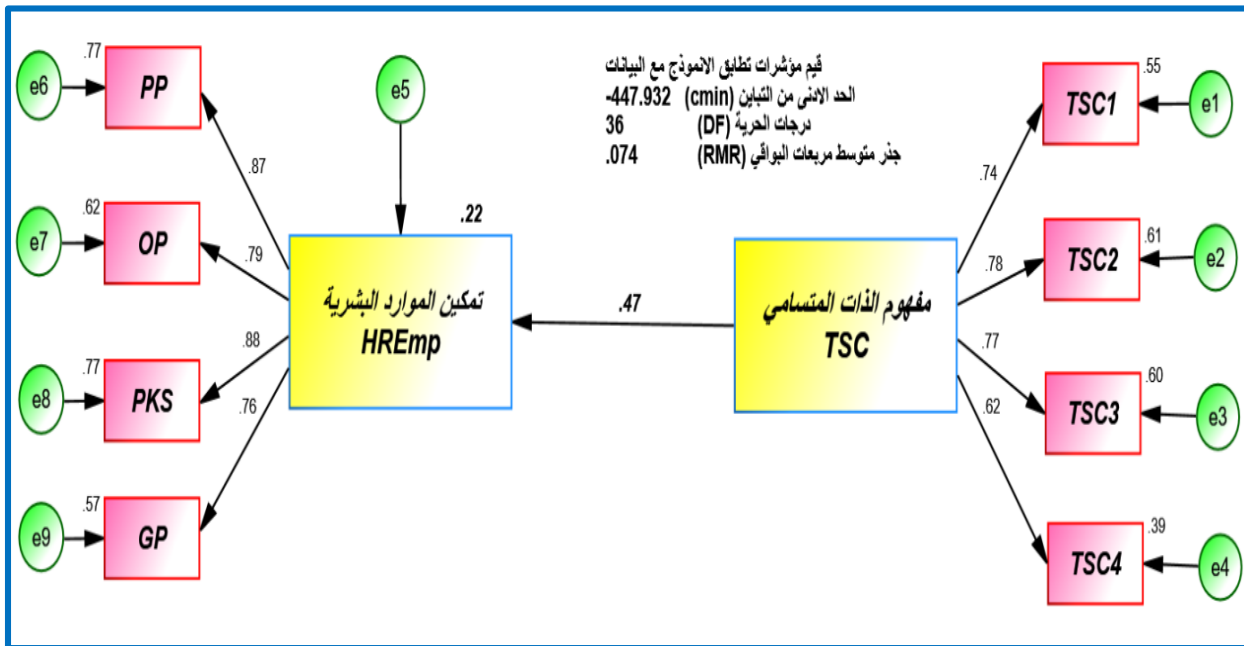 قيم مؤشرات تطابق الانموذج مع البيانات
الحد الادنى من التباين (cmin) -447.932
درجات الحرية (DF) 36
جذر متوسط مربعات البواقي (RMR) .074
e6
.77
PP
e5
.55
TSC1
e1
.87
.74
.22
e7
.62
OP
.79
تمكين الموارد البشرية
HREmp
.47
مفهوم الذات المتسامي
TSC
.78
.61
TSC2
e2
e8
.77
PKS
.88
.77
.60
TSC3
e3
.76
.62
e9
.57
GP
.39
TSC4
e4